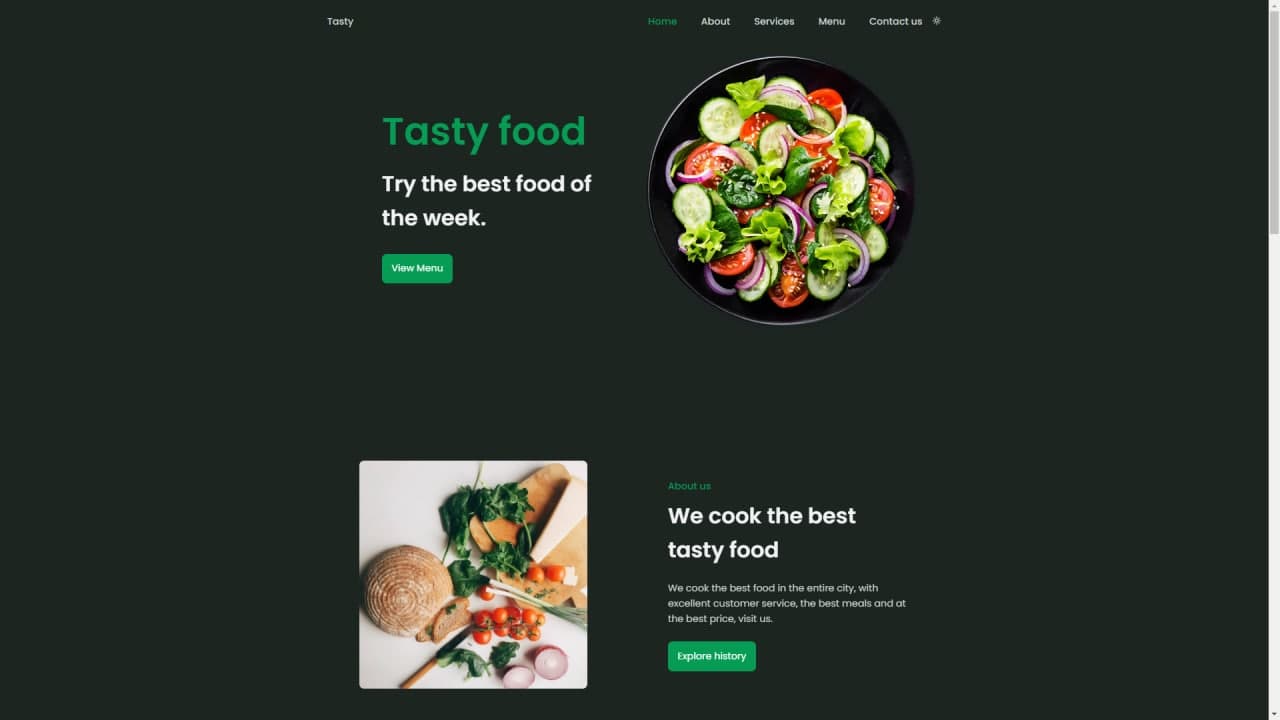 Tasty
Home About Services Menu Contact us
Tasty food
Try the best food of
the week.
View Menu
About us
We cook the best
tasty food
We cook the best food in the entire city, with
excellent customer service, the best meals and at
the best price, visit us.
Explore history